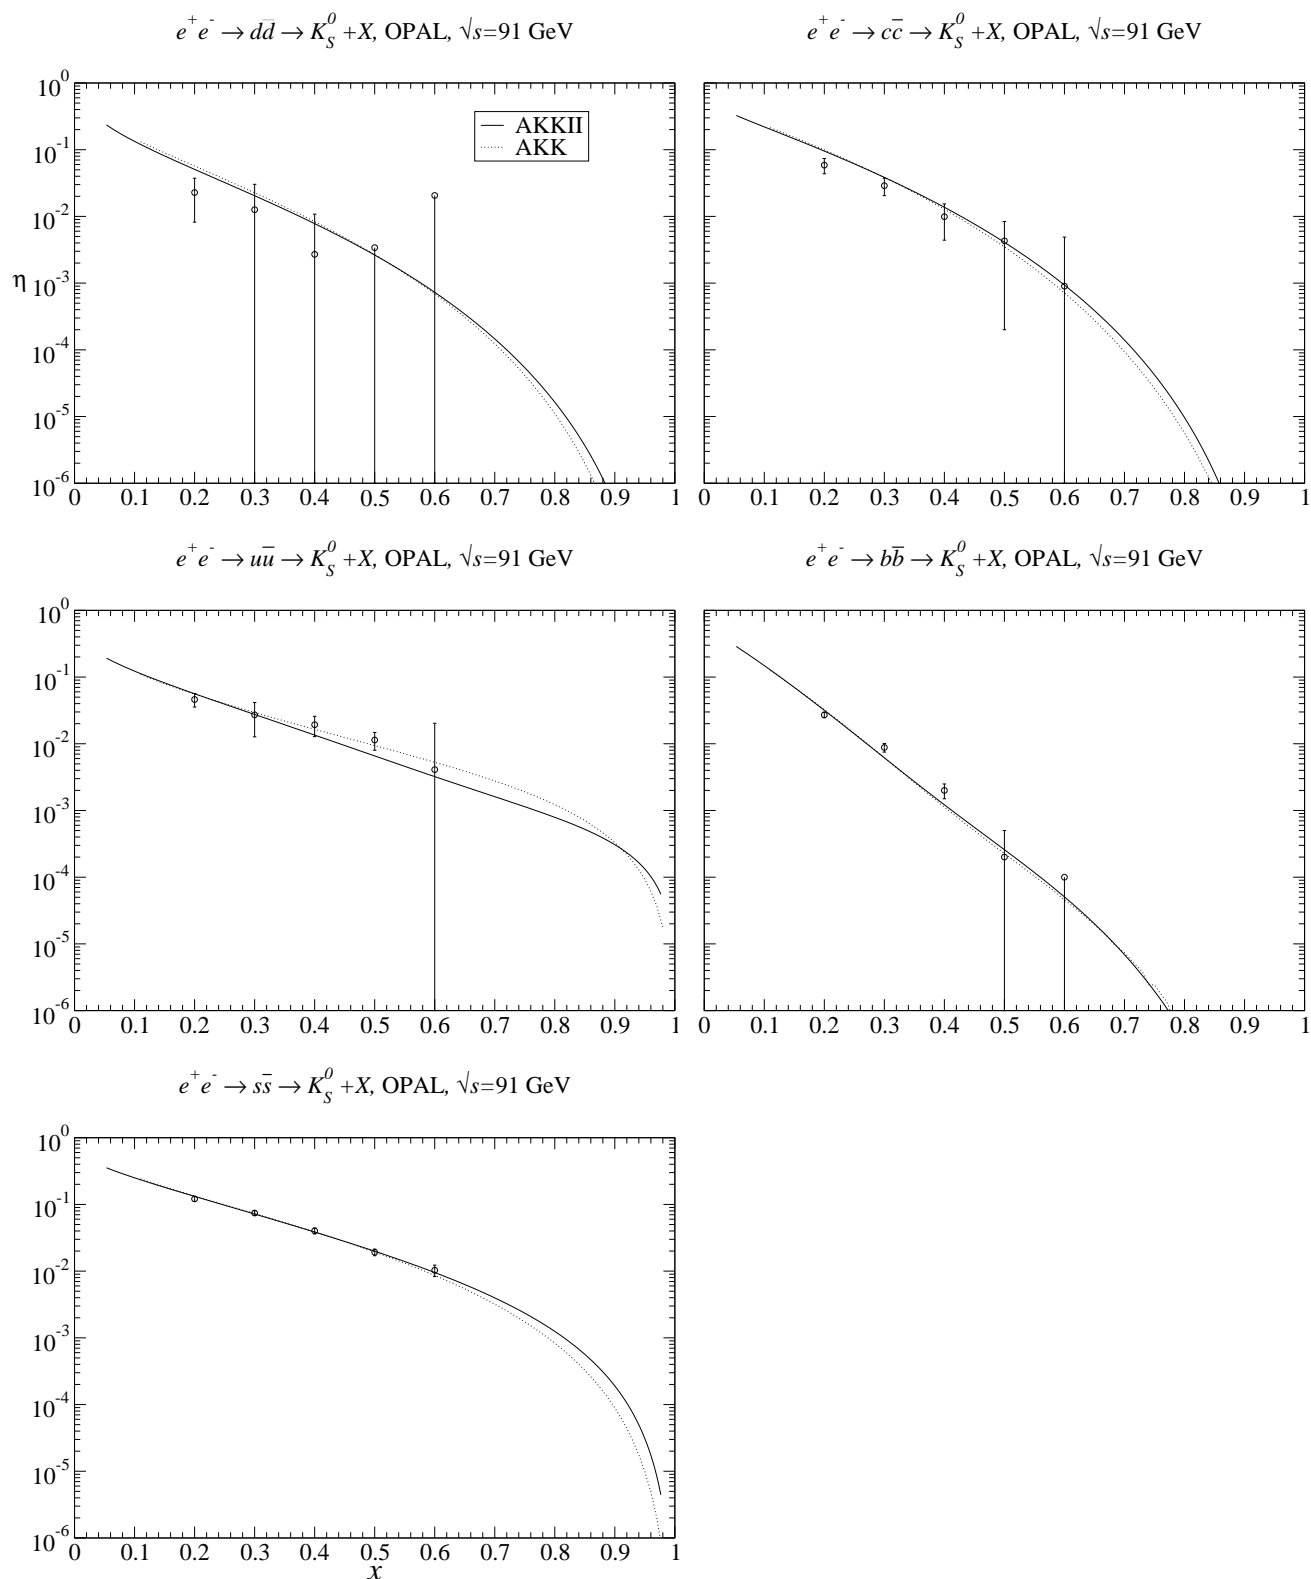 e⁺e⁻ → dd̄ → K_S^0 + X, OPAL, √s=91 GeV
10^0
10^-1
10^-2
10^-3
10^-4
10^-5
10^-6
η
AKKII
AKK
0 0.1 0.2 0.3 0.4 0.5 0.6 0.7 0.8 0.9 1
e⁺e⁻ → cc̄ → K_S^0 + X, OPAL, √s=91 GeV
0 0.1 0.2 0.3 0.4 0.5 0.6 0.7 0.8 0.9 1
e⁺e⁻ → uū → K_S^0 + X, OPAL, √s=91 GeV
10^0
10^-1
10^-2
10^-3
10^-4
10^-5
10^-6
0 0.1 0.2 0.3 0.4 0.5 0.6 0.7 0.8 0.9 1
e⁺e⁻ → bb̄ → K_S^0 + X, OPAL, √s=91 GeV
0 0.1 0.2 0.3 0.4 0.5 0.6 0.7 0.8 0.9 1
e⁺e⁻ → ss̄ → K_S^0 + X, OPAL, √s=91 GeV
10^0
10^-1
10^-2
10^-3
10^-4
10^-5
10^-6
0 0.1 0.2 0.3 0.4 0.5 0.6 0.7 0.8 0.9 1
x